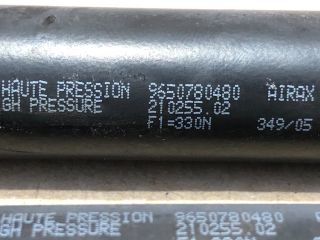 HAUTE PRESSION 9650780480 AIRAX
GH PRESSURE 210255.02
F1=330N 349/05
HAUTE PRESSION 9650780480
GH PRESSURE 210255.02